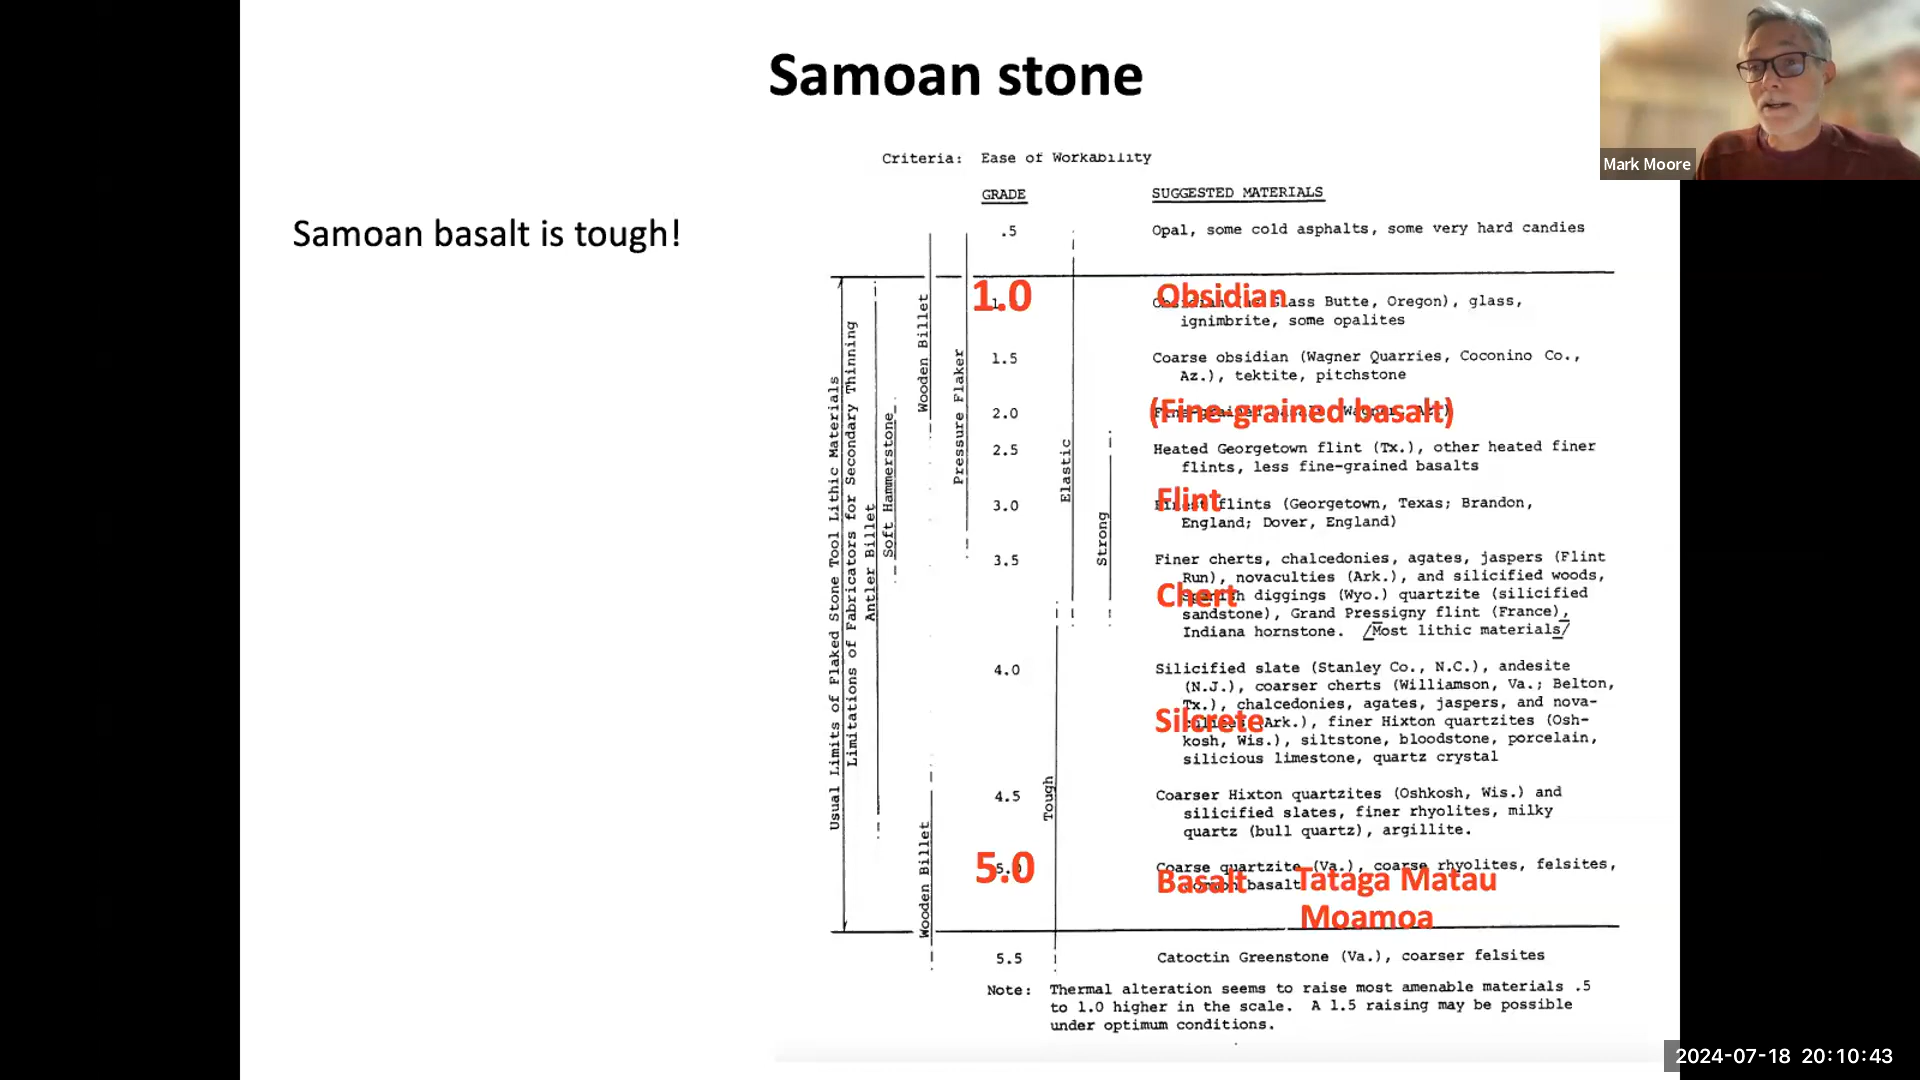 Samoan stone
Mark Moore
Samoan basalt is tough!
Criteria: Ease of Workability
GRADE SUGGESTED MATERIALS
.5 Opal, some cold asphalts, some very hard candies
1.0 Obsidian
Glass Butte, Oregon), glass,
ignimbrite, some opalites
1.5 Coarse obsidian (Wagner Quarries, Coconino Co.,
Az.), tektite, pitchstone
2.0 (Fine-grained basalt)
2.5 Heated Georgetown flint (Tx.), other heated finer
flints, less fine-grained basalts
Flint
3.0 Finest flints (Georgetown, Texas; Brandon,
England; Dover, England)
3.5 Finer cherts, chalcedonies, agates, jaspers (Flint
Run), novaculties (Ark.), and silicified woods,
Chert
Spanish diggings (Wyo.) quartzite (silicified
sandstone), Grand Pressigny flint (France),
Indiana hornstone. /Most lithic materials/
4.0 Silicified slate (Stanley Co., N.C.), andesite
(N.J.), coarser cherts (Williamson, Va.; Belton,
Tx.), chalcedonies, agates, jaspers, and nova-
Silcrete
(Ark.), finer Hixton quartzites (Osh-
kosh, Wis.), siltstone, bloodstone, porcelain,
silicious limestone, quartz crystal
4.5 Coarser Hixton quartzites (Oshkosh, Wis.) and
silicified slates, finer rhyolites, milky
quartz (bull quartz), argillite.
5.0 Coarse quartzite (Va.), coarse rhyolites, felsites,
common basalt
Basalt Tataga Matau
Moamoa
5.5 Catoctin Greenstone (Va.), coarser felsites
Note: Thermal alteration seems to raise most amenable materials .5
to 1.0 higher in the scale. A 1.5 raising may be possible
under optimum conditions.
Usual Limits of Flaked Stone Tool Lithic Materials
Limitations of Fabricators for Secondary Thinning
Antler Billet
Soft Hammerstone
Wooden Billet
Wooden Billet
Pressure Flaker
Tough
Elastic
Strong
2024-07-18 20:10:43